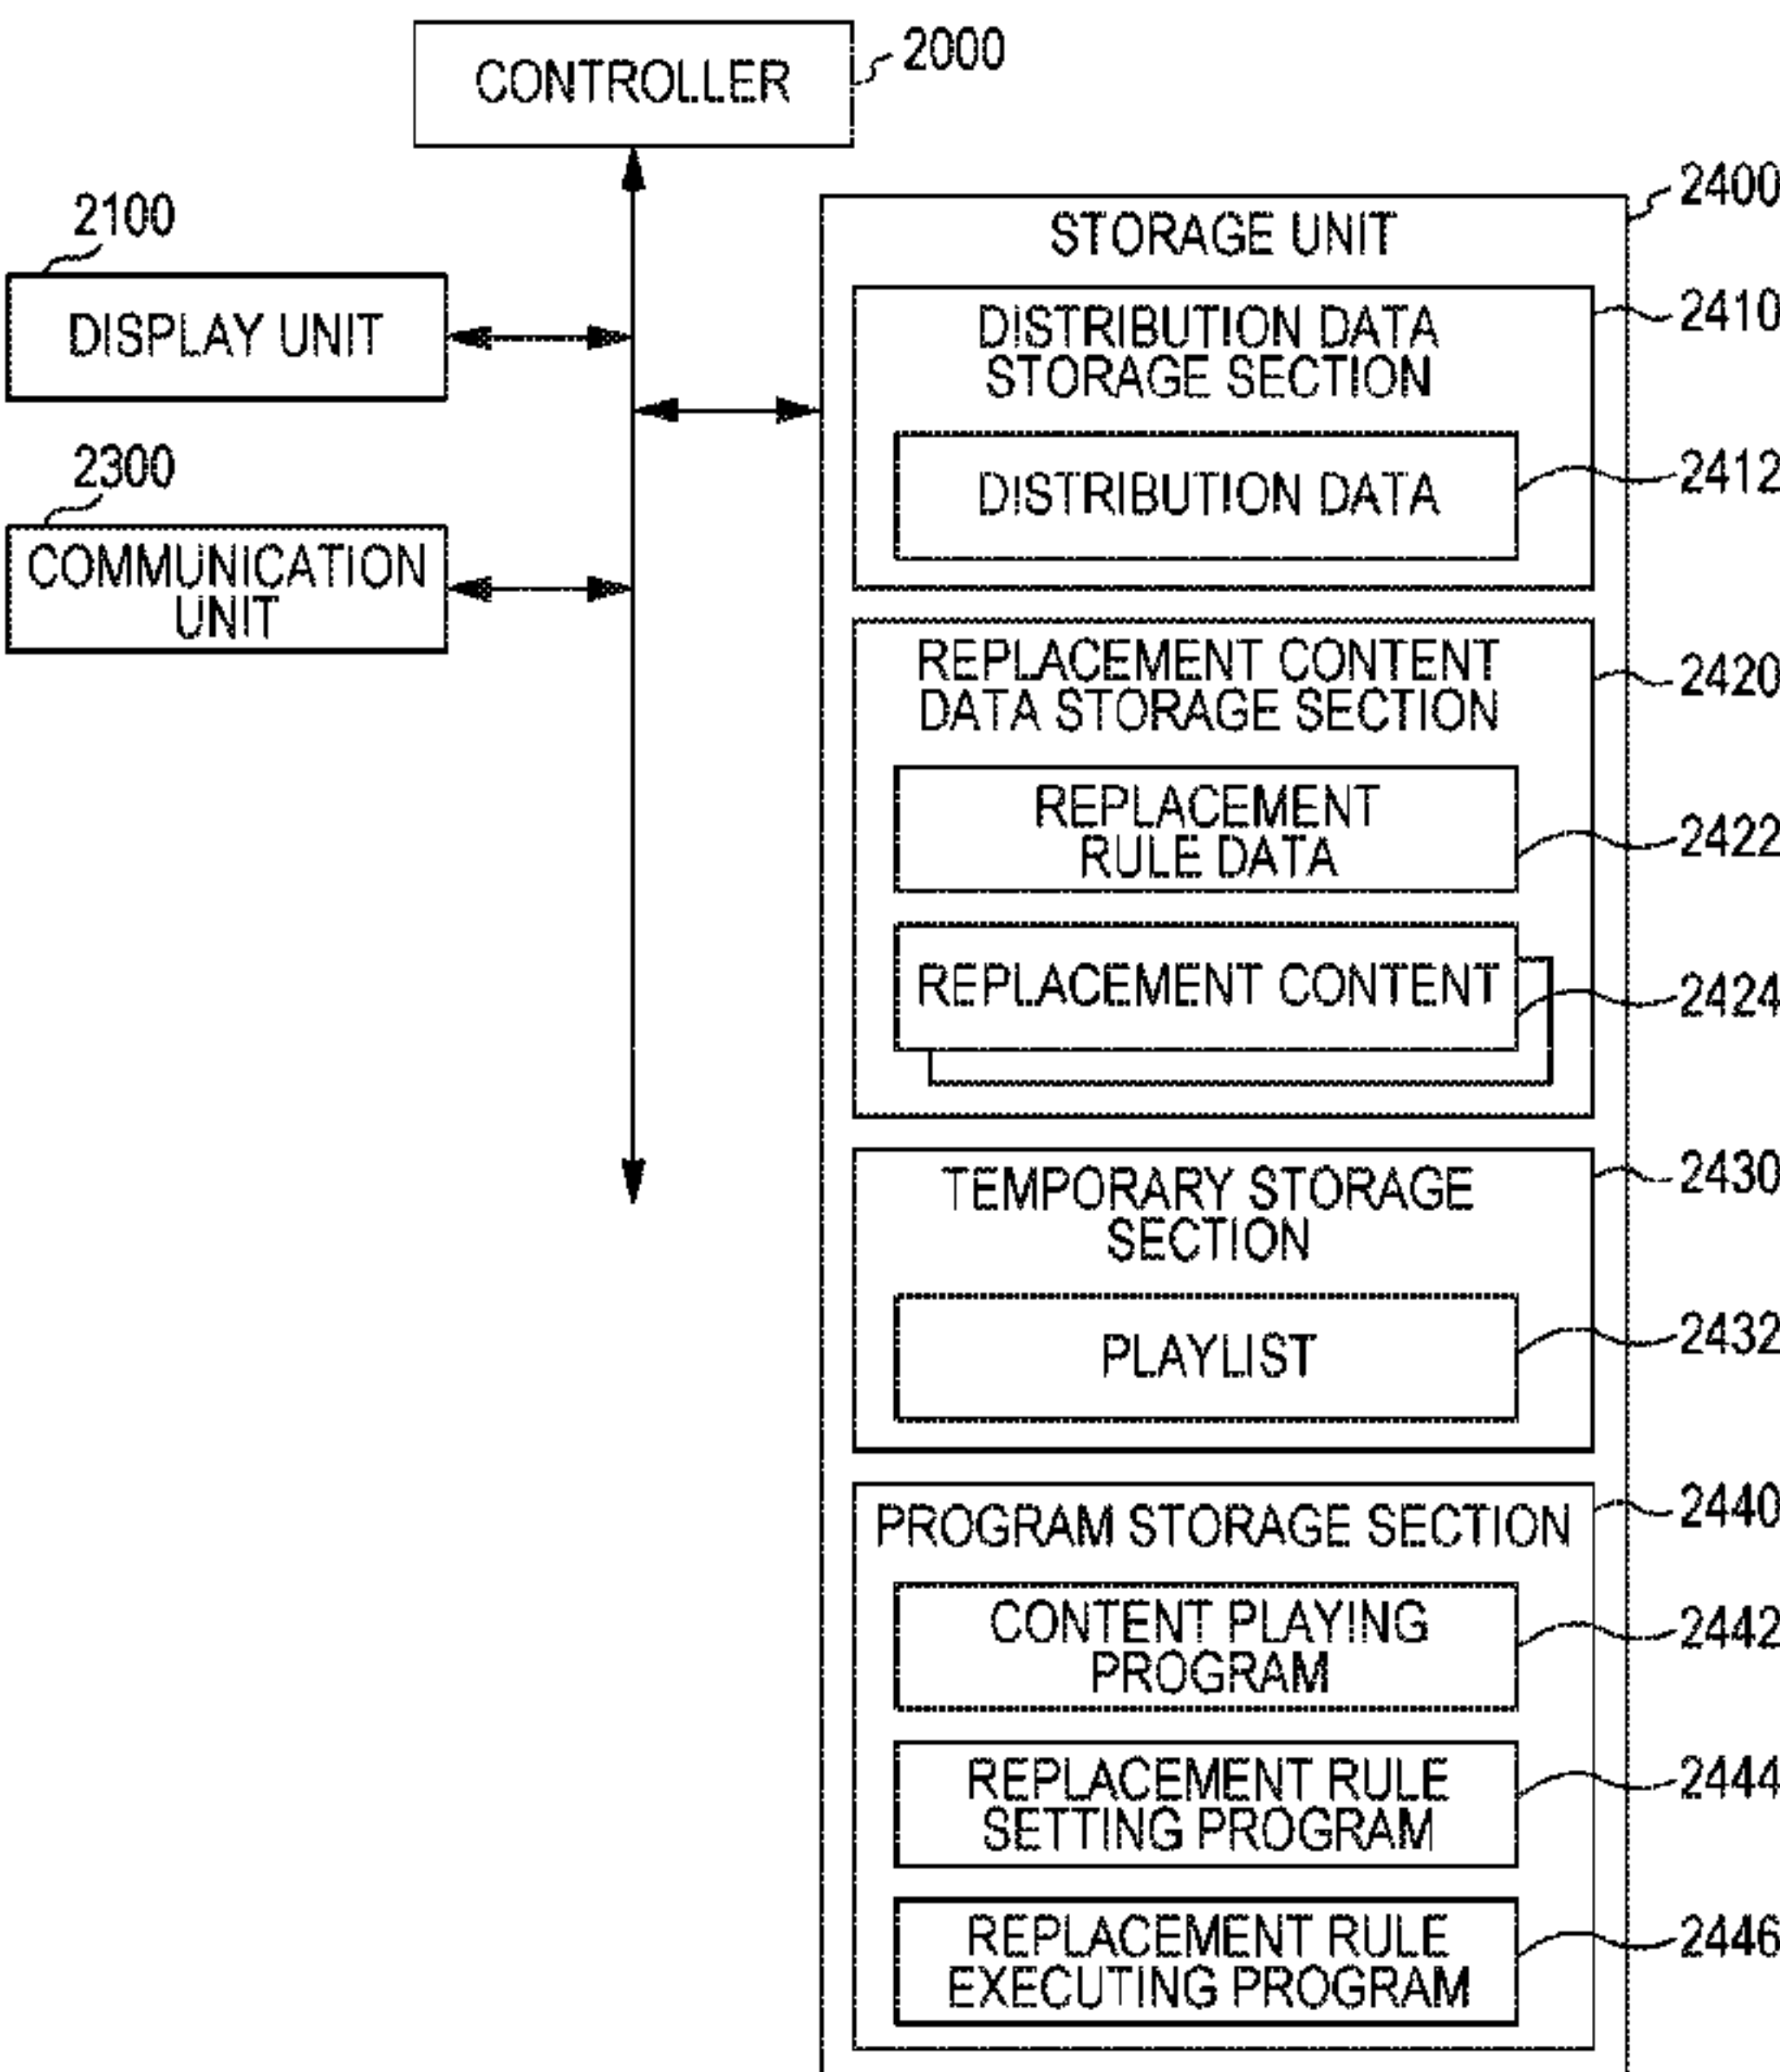 CONTROLLER
2000
2100
DISPLAY UNIT
2300
COMMUNICATION
UNIT
2400
STORAGE UNIT
2410
DISTRIBUTION DATA
STORAGE SECTION
2412
DISTRIBUTION DATA
2420
REPLACEMENT CONTENT
DATA STORAGE SECTION
REPLACEMENT
RULE DATA
2422
REPLACEMENT CONTENT
2424
2430
TEMPORARY STORAGE
SECTION
PLAYLIST
2432
2440
PROGRAM STORAGE SECTION
CONTENT PLAYING
PROGRAM
2442
REPLACEMENT RULE
SETTING PROGRAM
2444
REPLACEMENT RULE
EXECUTING PROGRAM
2446